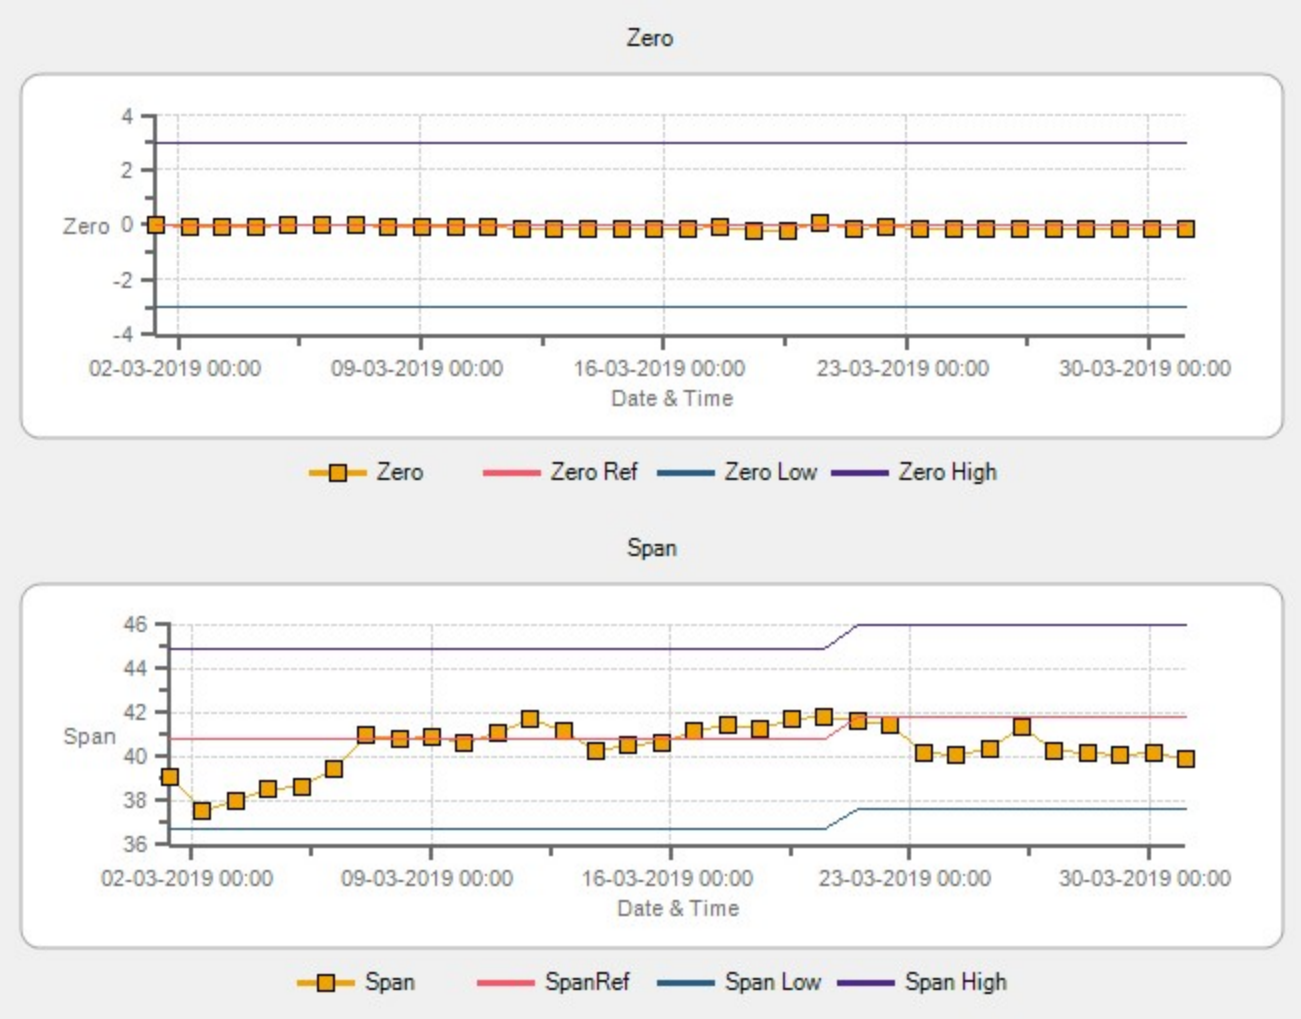 Zero
4
2
Zero 0
-2
-4
02-03-2019 00:00 09-03-2019 00:00 16-03-2019 00:00 23-03-2019 00:00 30-03-2019 00:00
Date & Time
Zero Zero Ref Zero Low Zero High
Span
46
44
42
Span
40
38
36
02-03-2019 00:00 09-03-2019 00:00 16-03-2019 00:00 23-03-2019 00:00 30-03-2019 00:00
Date & Time
Span SpanRef Span Low Span High